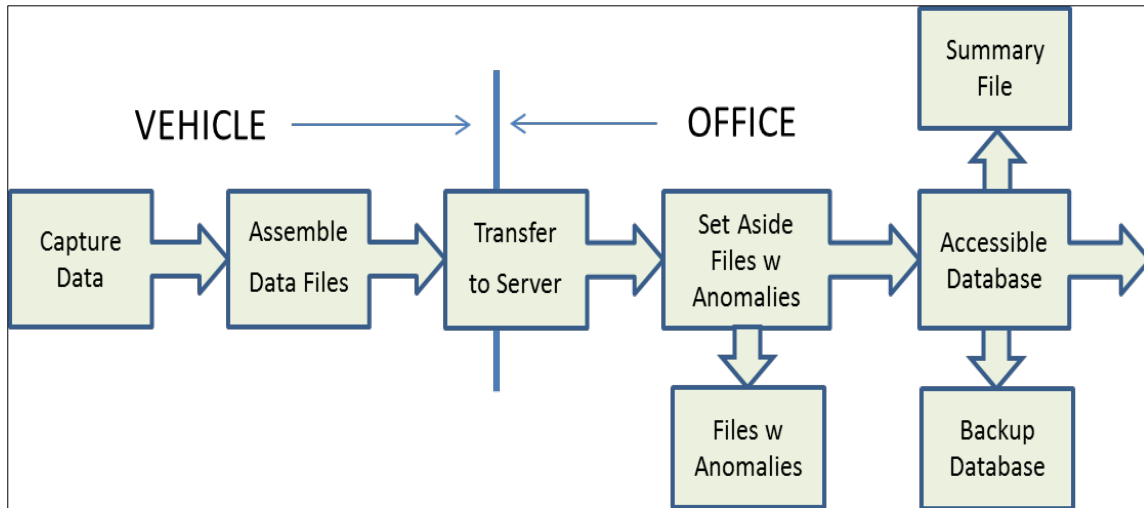 Summary
File
VEHICLE
OFFICE
Capture
Data
Assemble
Data Files
Transfer
to Server
Set Aside
Files w
Anomalies
Accessible
Database
Files w
Anomalies
Backup
Database